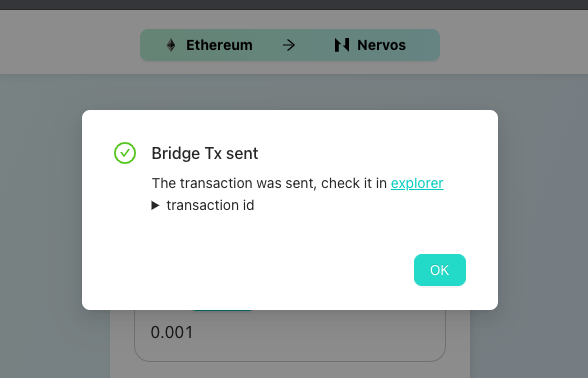 Ethereum → Nervos
Bridge Tx sent
The transaction was sent, check it in explorer
transaction id
OK
0.001